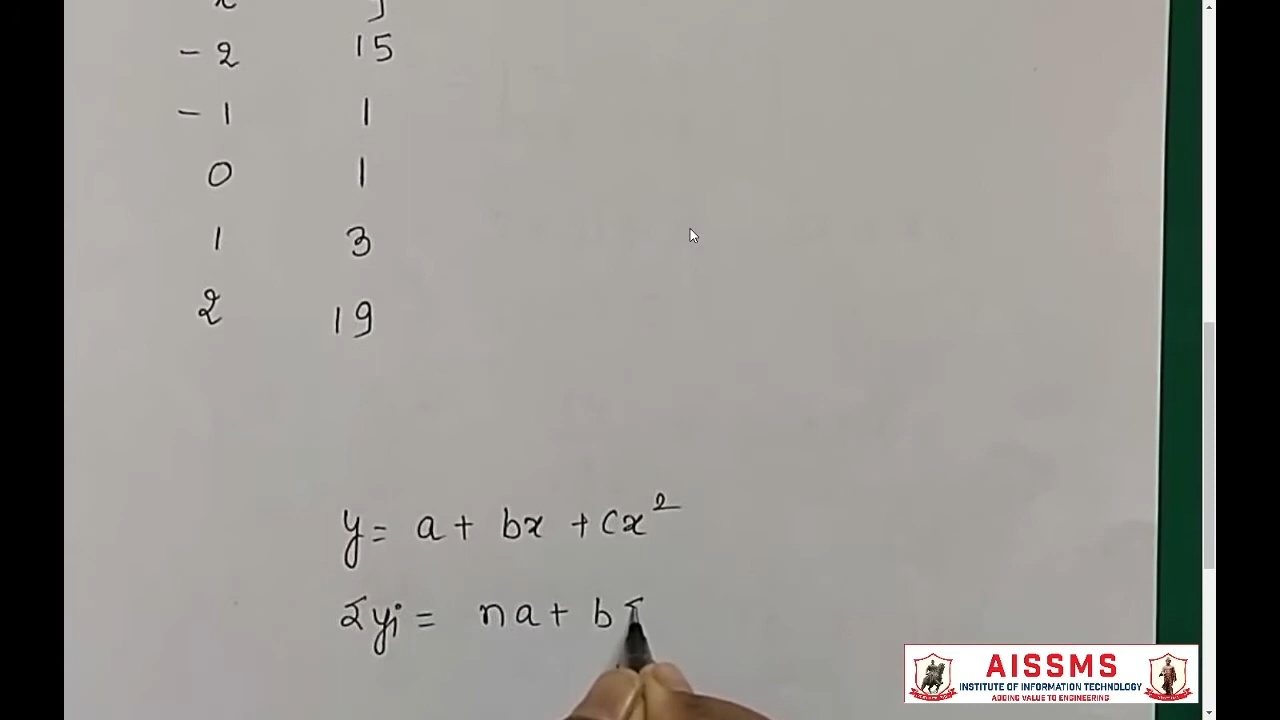 x y
-2 15
-1 1
0 1
1 3
2 19
y = a + bx + cx²
Σyi = na + bΣ
AISSMS
INSTITUTE OF INFORMATION TECHNOLOGY
ADDING VALUE TO ENGINEERING